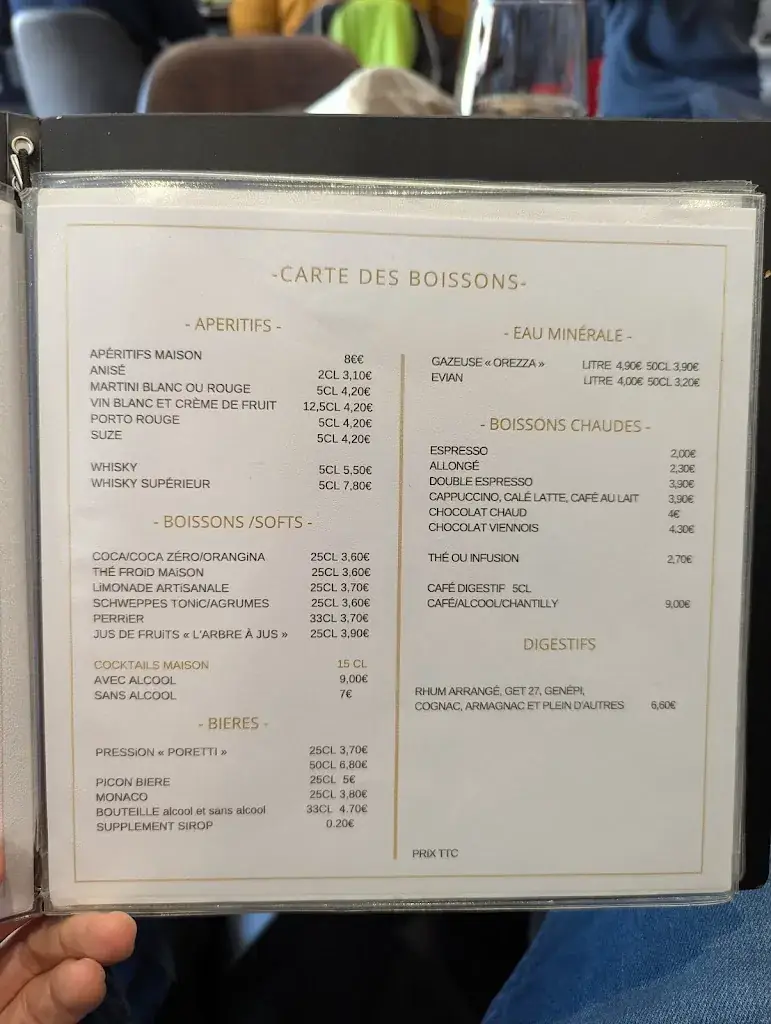 -CARTE DES BOISSONS-
- APERITIFS -
APÉRITIFS MAISON 8€€
ANISÉ 2CL 3,10€
MARTINI BLANC OU ROUGE 5CL 4,20€
VIN BLANC ET CRÈME DE FRUIT 12,5CL 4,20€
PORTO ROUGE 5CL 4,20€
SUZE 5CL 4,20€
WHISKY 5CL 5,50€
WHISKY SUPÉRIEUR 5CL 7,80€
- BOISSONS /SOFTS -
COCA/COCA ZÉRO/ORANGiNA 25CL 3,60€
THÉ FROiD MAiSON 25CL 3,60€
LiMONADE ARTiSANALE 25CL 3,70€
SCHWEPPES TONiC/AGRUMES 25CL 3,60€
PERRiER 33CL 3,70€
JUS DE FRUiTS « L'ARBRE À JUS » 25CL 3,90€
COCKTAILS MAISON 15 CL
AVEC ALCOOL 9,00€
SANS ALCOOL 7€
- BIERES -
PRESSiON « PORETTI » 25CL 3,70€
50CL 6,80€
PICON BIERE 25CL 5€
MONACO 25CL 3,80€
BOUTEILLE alcool et sans alcool 33CL 4.70€
SUPPLEMENT SIROP 0.20€
- EAU MINÉRALE -
GAZEUSE « OREZZA » LITRE 4,90€ 50CL 3,90€
EVIAN LITRE 4,00€ 50CL 3,20€
- BOISSONS CHAUDES -
ESPRESSO 2,00€
ALLONGÉ 2,30€
DOUBLE ESPRESSO 3,90€
CAPPUCCINO, CALÉ LATTE, CAFÉ AU LAIT 3,90€
CHOCOLAT CHAUD 4€
CHOCOLAT VIENNOIS 4.30€
THÉ OU INFUSION 2,70€
CAFÉ DIGESTIF 5CL
CAFÉ/ALCOOL/CHANTILLY 9,00€
DIGESTIFS
RHUM ARRANGÉ, GET 27, GENÉPI,
COGNAC, ARMAGNAC ET PLEIN D'AUTRES 6,60€
PRiX TTC